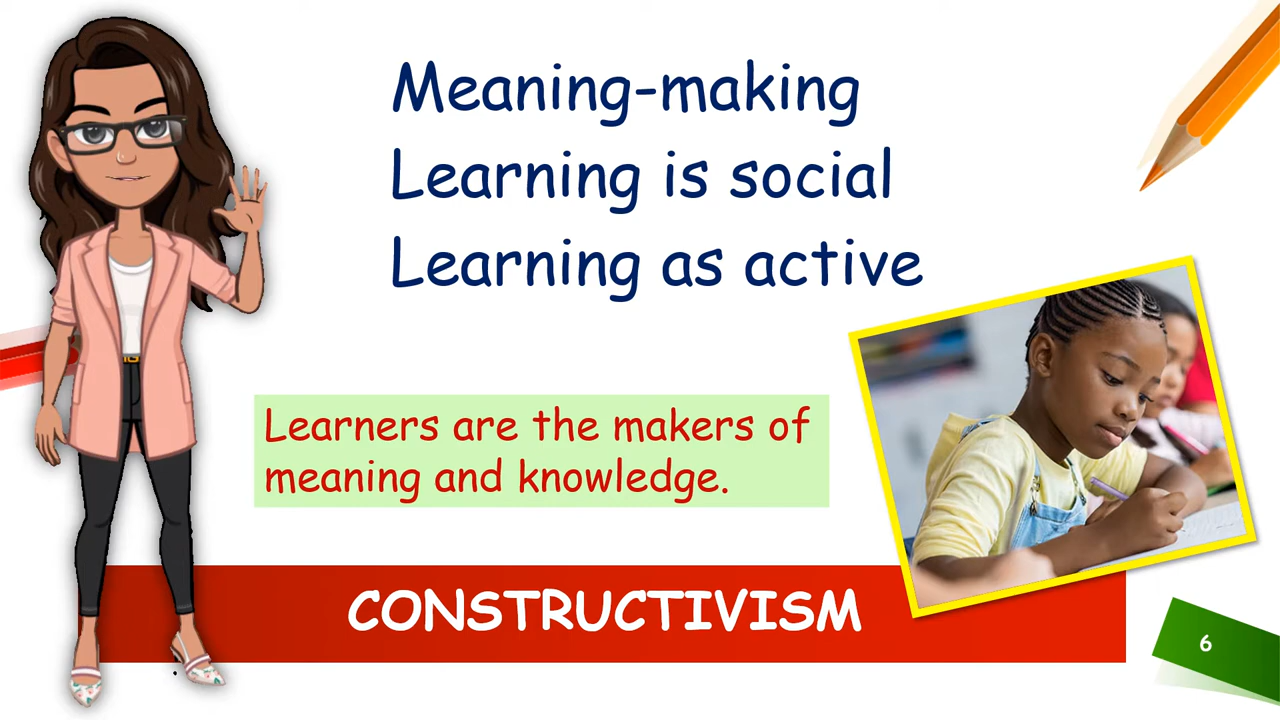 Meaning-making
Learning is social
Learning as active
Learners are the makers of
meaning and knowledge.
CONSTRUCTIVISM
6